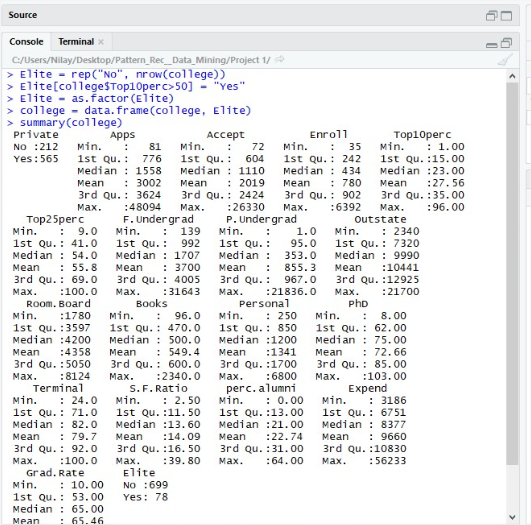 Source
Console Terminal ×
C:/Users/Nilay/Desktop/Pattern_Rec__Data_Mining/Project 1/
> Elite = rep("No", nrow(college))
> Elite[college$Top10perc>50] = "Yes"
> Elite = as.factor(Elite)
> college = data.frame(college, Elite)
> summary(college)
Private Apps Accept Enroll Top10perc
No :212 Min. : 81 Min. : 72 Min. : 35 Min. : 1.00
Yes:565 1st Qu.: 776 1st Qu.: 604 1st Qu.: 242 1st Qu.:15.00
Median : 1558 Median : 1110 Median : 434 Median :23.00
Mean : 3002 Mean : 2019 Mean : 780 Mean :27.56
3rd Qu.: 3624 3rd Qu.: 2424 3rd Qu.: 902 3rd Qu.:35.00
Max. :48094 Max. :26330 Max. :6392 Max. :96.00
Top25perc F.Undergrad P.Undergrad Outstate
Min. : 9.0 Min. : 139 Min. : 1.0 Min. : 2340
1st Qu.: 41.0 1st Qu.: 992 1st Qu.: 95.0 1st Qu.: 7320
Median : 54.0 Median : 1707 Median : 353.0 Median : 9990
Mean : 55.8 Mean : 3700 Mean : 855.3 Mean :10441
3rd Qu.: 69.0 3rd Qu.: 4005 3rd Qu.: 967.0 3rd Qu.:12925
Max. :100.0 Max. :31643 Max. :21836.0 Max. :21700
Room.Board Books Personal PhD
Min. :1780 Min. : 96.0 Min. : 250 Min. : 8.00
1st Qu.:3597 1st Qu.: 470.0 1st Qu.: 850 1st Qu.: 62.00
Median :4200 Median : 500.0 Median :1200 Median : 75.00
Mean :4358 Mean : 549.4 Mean :1341 Mean : 72.66
3rd Qu.:5050 3rd Qu.: 600.0 3rd Qu.:1700 3rd Qu.: 85.00
Max. :8124 Max. :2340.0 Max. :6800 Max. :103.00
Terminal S.F.Ratio perc.alumni Expend
Min. : 24.0 Min. : 2.50 Min. : 0.00 Min. : 3186
1st Qu.: 71.0 1st Qu.:11.50 1st Qu.:13.00 1st Qu.: 6751
Median : 82.0 Median :13.60 Median :21.00 Median : 8377
Mean : 79.7 Mean :14.09 Mean :22.74 Mean : 9660
3rd Qu.: 92.0 3rd Qu.:16.50 3rd Qu.:31.00 3rd Qu.:10830
Max. :100.0 Max. :39.80 Max. :64.00 Max. :56233
Grad.Rate Elite
Min. : 10.00 No :699
1st Qu.: 53.00 Yes: 78
Median : 65.00
Mean : 65.46